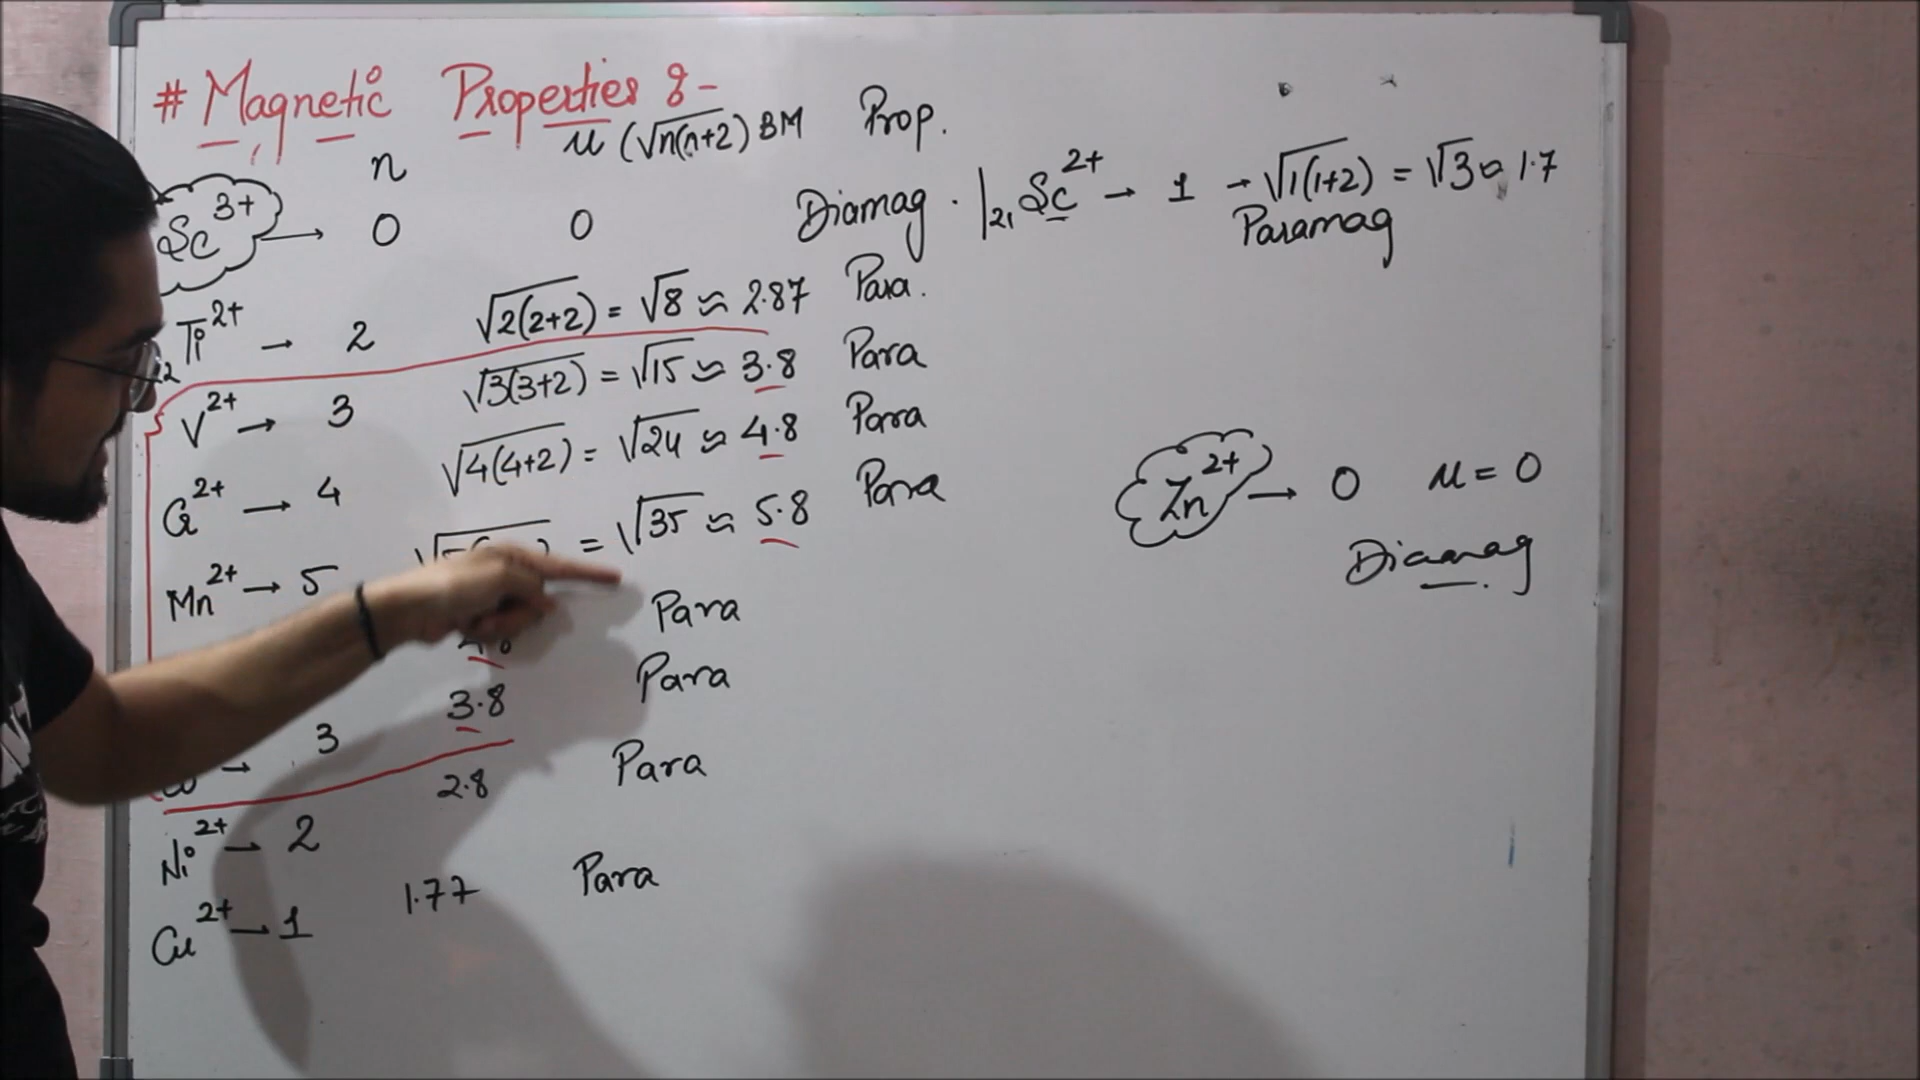 # Magnetic Properties :-
n μ (√n(n+2)) BM Prop.
Sc3+ → 0 0 Diamag. | 21Sc2+ → 1 → √1(1+2) = √3 ≈ 1.7
Paramag
22Ti2+ → 2 √2(2+2) = √8 ≈ 2.87 Para.
V2+ → 3 √3(3+2) = √15 ≈ 3.8 Para
Cr2+ → 4 √4(4+2) = √24 ≈ 4.8 Para
Mn2+ → 5 = √35 ≈ 5.8 Para
Para
→ 3 3.8 Para
Ni2+ → 2 2.8 Para
Cu2+ → 1 1.77 Para
Zn2+ → 0 μ = 0
Diamag.